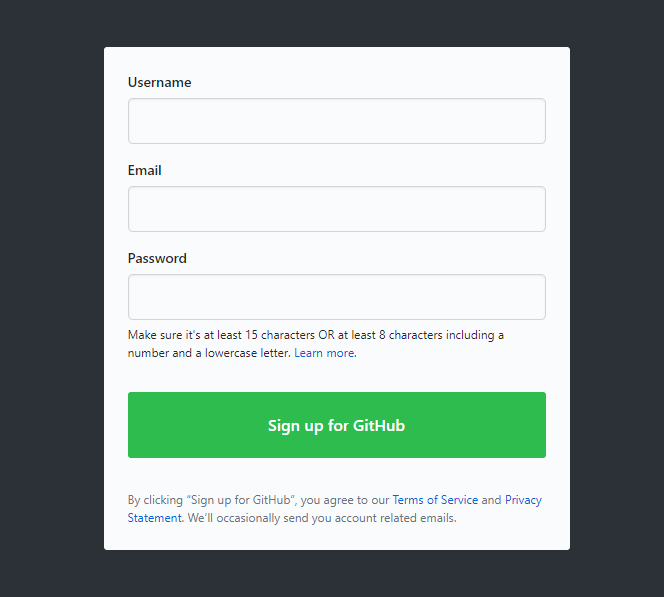 Username
Email
Password
Make sure it's at least 15 characters OR at least 8 characters including a
number and a lowercase letter. Learn more.
Sign up for GitHub
By clicking “Sign up for GitHub”, you agree to our Terms of Service and Privacy
Statement. We’ll occasionally send you account related emails.